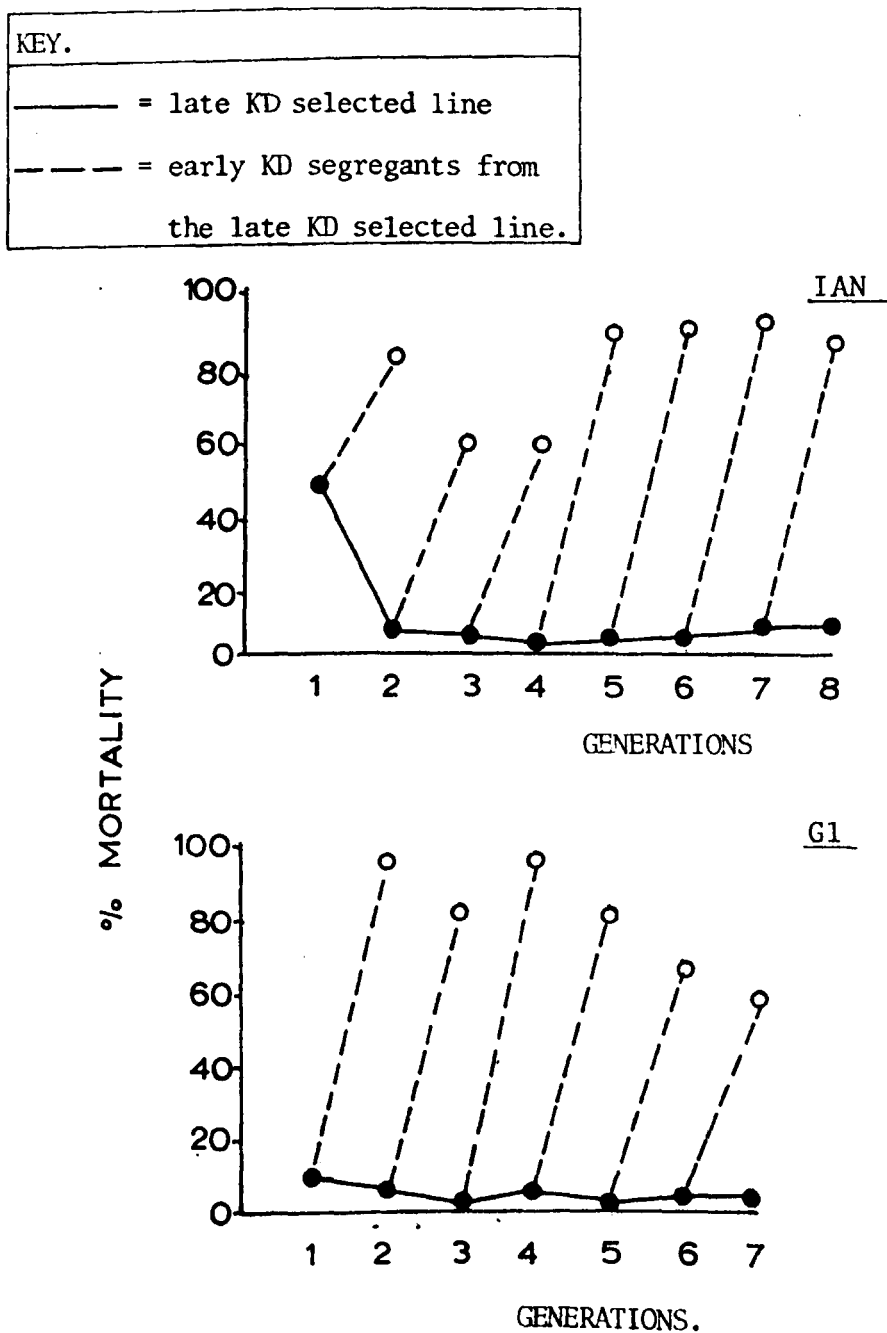 KEY.
= late KD selected line
= early KD segregants from
the late KD selected line.
IAN
100
80
60
40
20
0
1 2 3 4 5 6 7 8
GENERATIONS
% MORTALITY
G1
100
80
60
40
20
0
1 2 3 4 5 6 7
GENERATIONS.